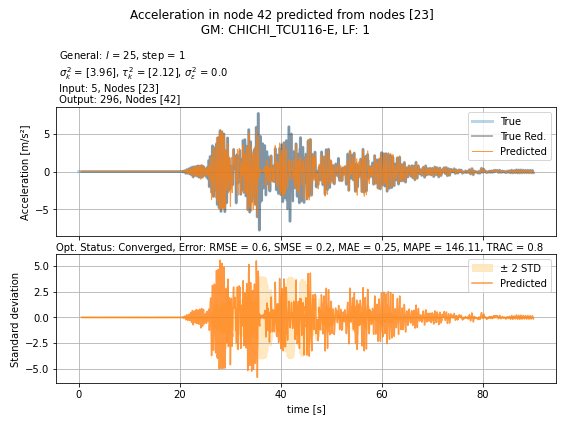 Acceleration in node 42 predicted from nodes [23]
GM: CHICHI_TCU116-E, LF: 1
General: l = 25, step = 1
σ²ₖ = [3.96], τ²ₖ = [2.12], σ²ε = 0.0
Input: 5, Nodes [23]
Output: 296, Nodes [42]
Acceleration [m/s²]
5
0
−5
True
True Red.
Predicted
Opt. Status: Converged, Error: RMSE = 0.6, SMSE = 0.2, MAE = 0.25, MAPE = 146.11, TRAC = 0.8
Standard deviation
5.0
2.5
0.0
−2.5
−5.0
± 2 STD
Predicted
0 20 40 60 80
time [s]